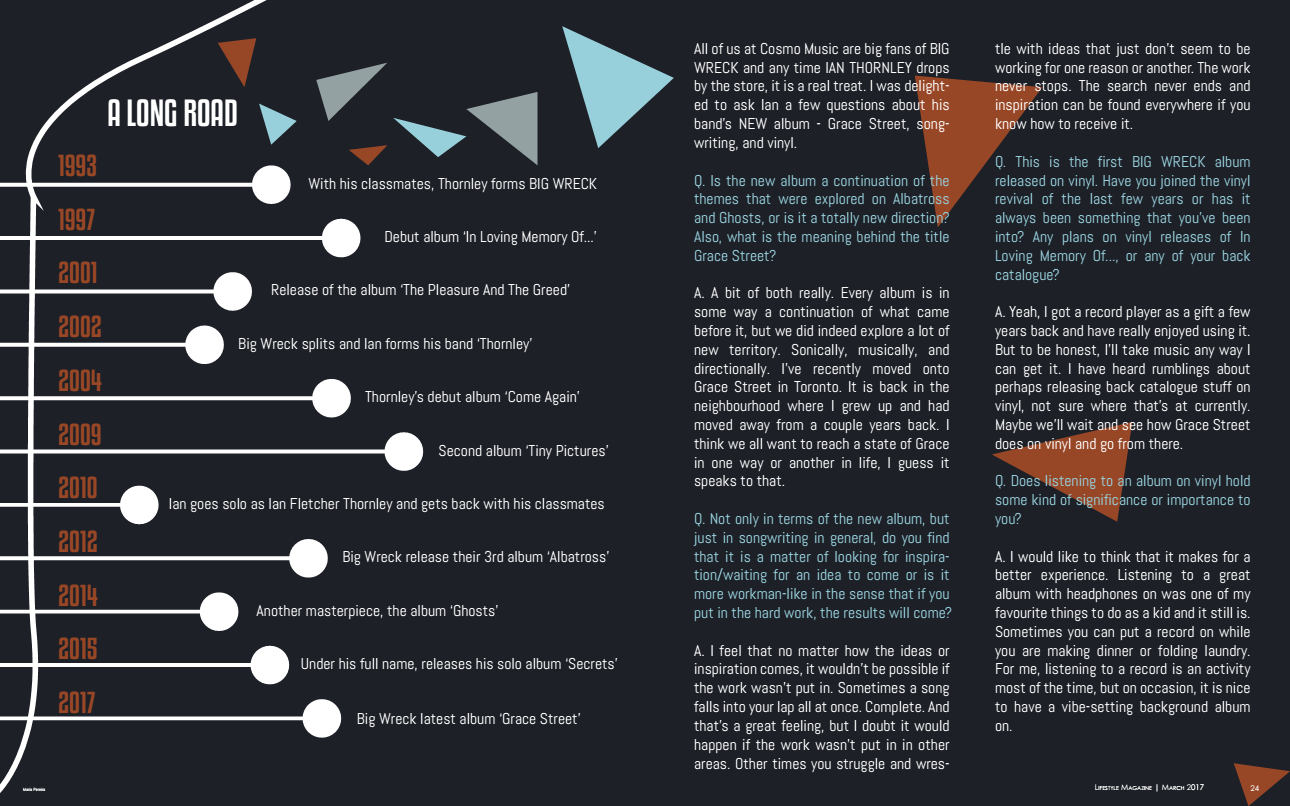 A LONG ROAD
1993
With his classmates, Thornley forms BIG WRECK
1997
Debut album ‘In Loving Memory Of...’
2001
Release of the album ‘The Pleasure And The Greed’
2002
Big Wreck splits and Ian forms his band ‘Thornley’
2004
Thornley’s debut album ‘Come Again’
2009
Second album ‘Tiny Pictures’
2010
Ian goes solo as Ian Fletcher Thornley and gets back with his classmates
2012
Big Wreck release their 3rd album ‘Albatross’
2014
Another masterpiece, the album ‘Ghosts’
2015
Under his full name, releases his solo album ‘Secrets’
2017
Big Wreck latest album ‘Grace Street’
All of us at Cosmo Music are big fans of BIG
WRECK and any time IAN THORNLEY drops
by the store, it is a real treat. I was delight-
ed to ask Ian a few questions about his
band’s NEW album - Grace Street, song-
writing, and vinyl.
Q. Is the new album a continuation of the
themes that were explored on Albatross
and Ghosts, or is it a totally new direction?
Also, what is the meaning behind the title
Grace Street?
A. A bit of both really. Every album is in
some way a continuation of what came
before it, but we did indeed explore a lot of
new territory. Sonically, musically, and
directionally. I’ve recently moved onto
Grace Street in Toronto. It is back in the
neighbourhood where I grew up and had
moved away from a couple years back. I
think we all want to reach a state of Grace
in one way or another in life, I guess it
speaks to that.
Q. Not only in terms of the new album, but
just in songwriting in general, do you find
that it is a matter of looking for inspira-
tion/waiting for an idea to come or is it
more workman-like in the sense that if you
put in the hard work, the results will come?
A. I feel that no matter how the ideas or
inspiration comes, it wouldn’t be possible if
the work wasn’t put in. Sometimes a song
falls into your lap all at once. Complete. And
that’s a great feeling, but I doubt it would
happen if the work wasn’t put in in other
areas. Other times you struggle and wres-
tle with ideas that just don’t seem to be
working for one reason or another. The work
never stops. The search never ends and
inspiration can be found everywhere if you
know how to receive it.
Q. This is the first BIG WRECK album
released on vinyl. Have you joined the vinyl
revival of the last few years or has it
always been something that you’ve been
into? Any plans on vinyl releases of In
Loving Memory Of..., or any of your back
catalogue?
A. Yeah, I got a record player as a gift a few
years back and have really enjoyed using it.
But to be honest, I’ll take music any way I
can get it. I have heard rumblings about
perhaps releasing back catalogue stuff on
vinyl, not sure where that’s at currently.
Maybe we’ll wait and see how Grace Street
does on vinyl and go from there.
Q. Does listening to an album on vinyl hold
some kind of significance or importance to
you?
A. I would like to think that it makes for a
better experience. Listening to a great
album with headphones on was one of my
favourite things to do as a kid and it still is.
Sometimes you can put a record on while
you are making dinner or folding laundry.
For me, listening to a record is an activity
most of the time, but on occasion, it is nice
to have a vibe-setting background album
on.
Lifestyle Magazine | March 2017
24